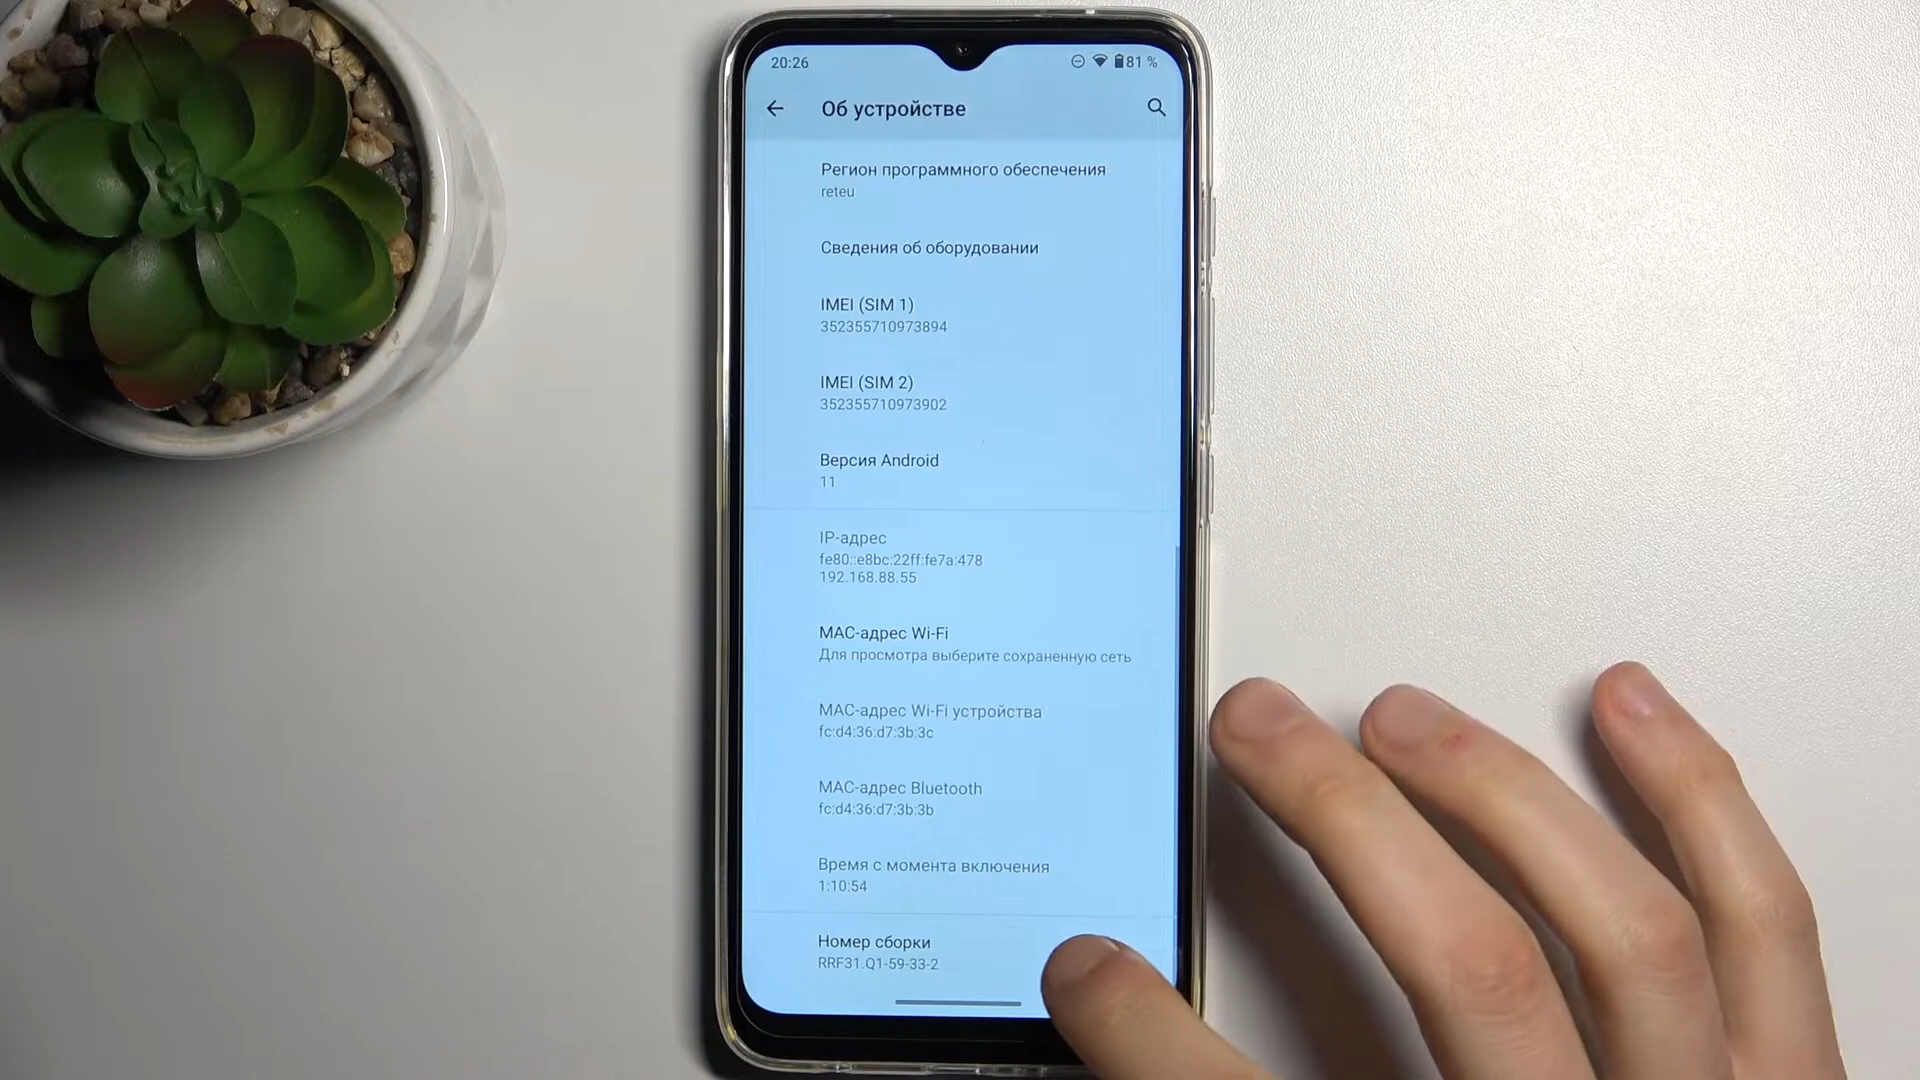 20:26
81 %
Об устройстве
Регион программного обеспечения
reteu
Сведения об оборудовании
IMEI (SIM 1)
352355710973894
IMEI (SIM 2)
352355710973902
Версия Android
11
IP-адрес
fe80::e8bc:22ff:fe7a:478
192.168.88.55
MAC-адрес Wi-Fi
Для просмотра выберите сохраненную сеть
MAC-адрес Wi-Fi устройства
fc:d4:36:d7:3b:3c
MAC-адрес Bluetooth
fc:d4:36:d7:3b:3b
Время с момента включения
1:10:54
Номер сборки
RRF31.Q1-59-33-2